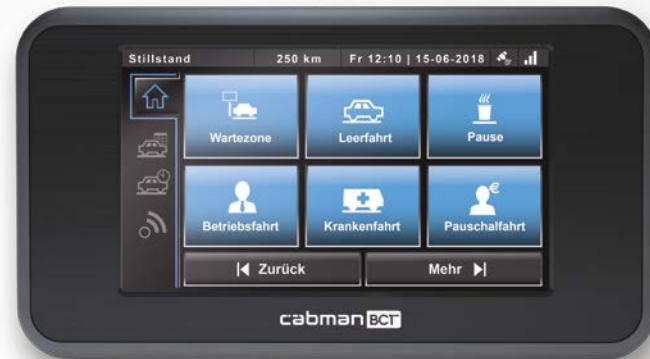 Stillstand 250 km Fr 12:10 | 15-06-2018
Wartezone Leerfahrt Pause
Betriebsfahrt Krankenfahrt Pauschalfahrt
Zurück Mehr
cabman BCT